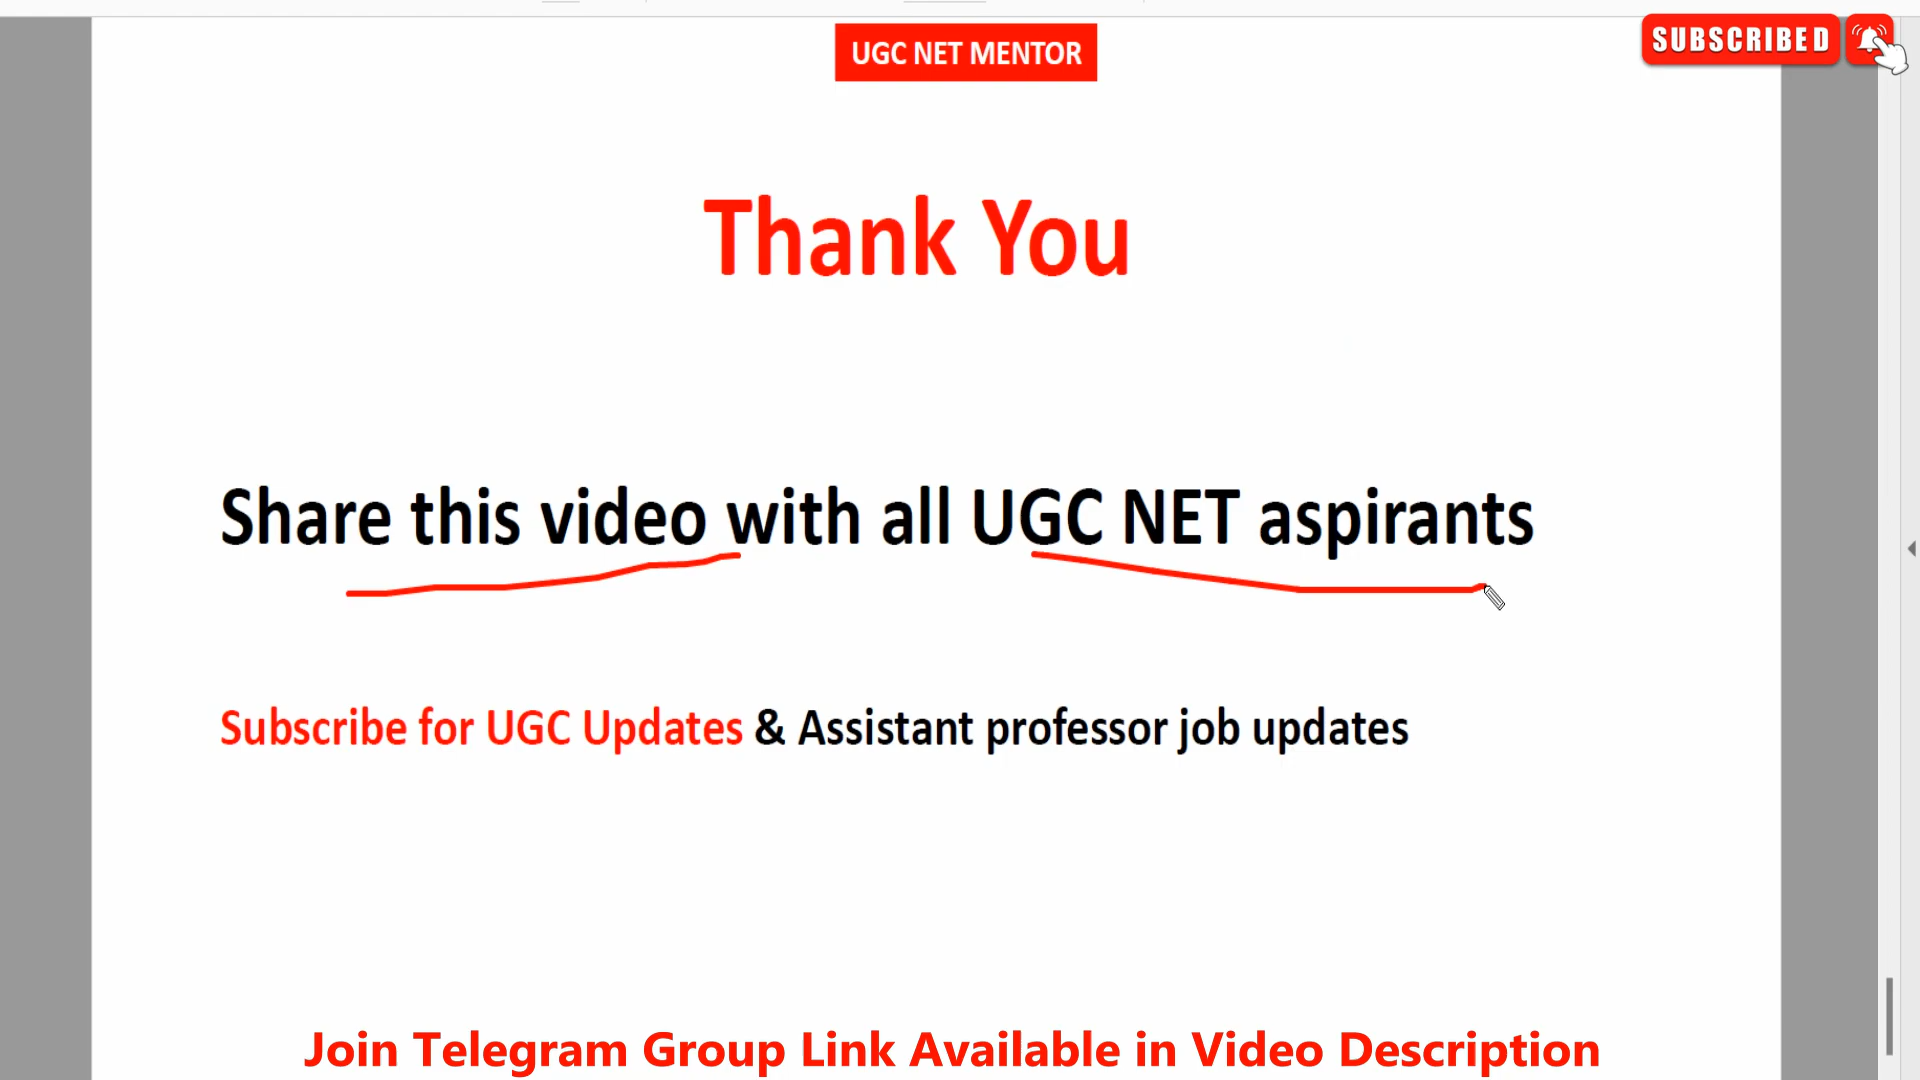 UGC NET MENTOR
SUBSCRIBED
Thank You
Share this video with all UGC NET aspirants
Subscribe for UGC Updates & Assistant professor job updates
Join Telegram Group Link Available in Video Description